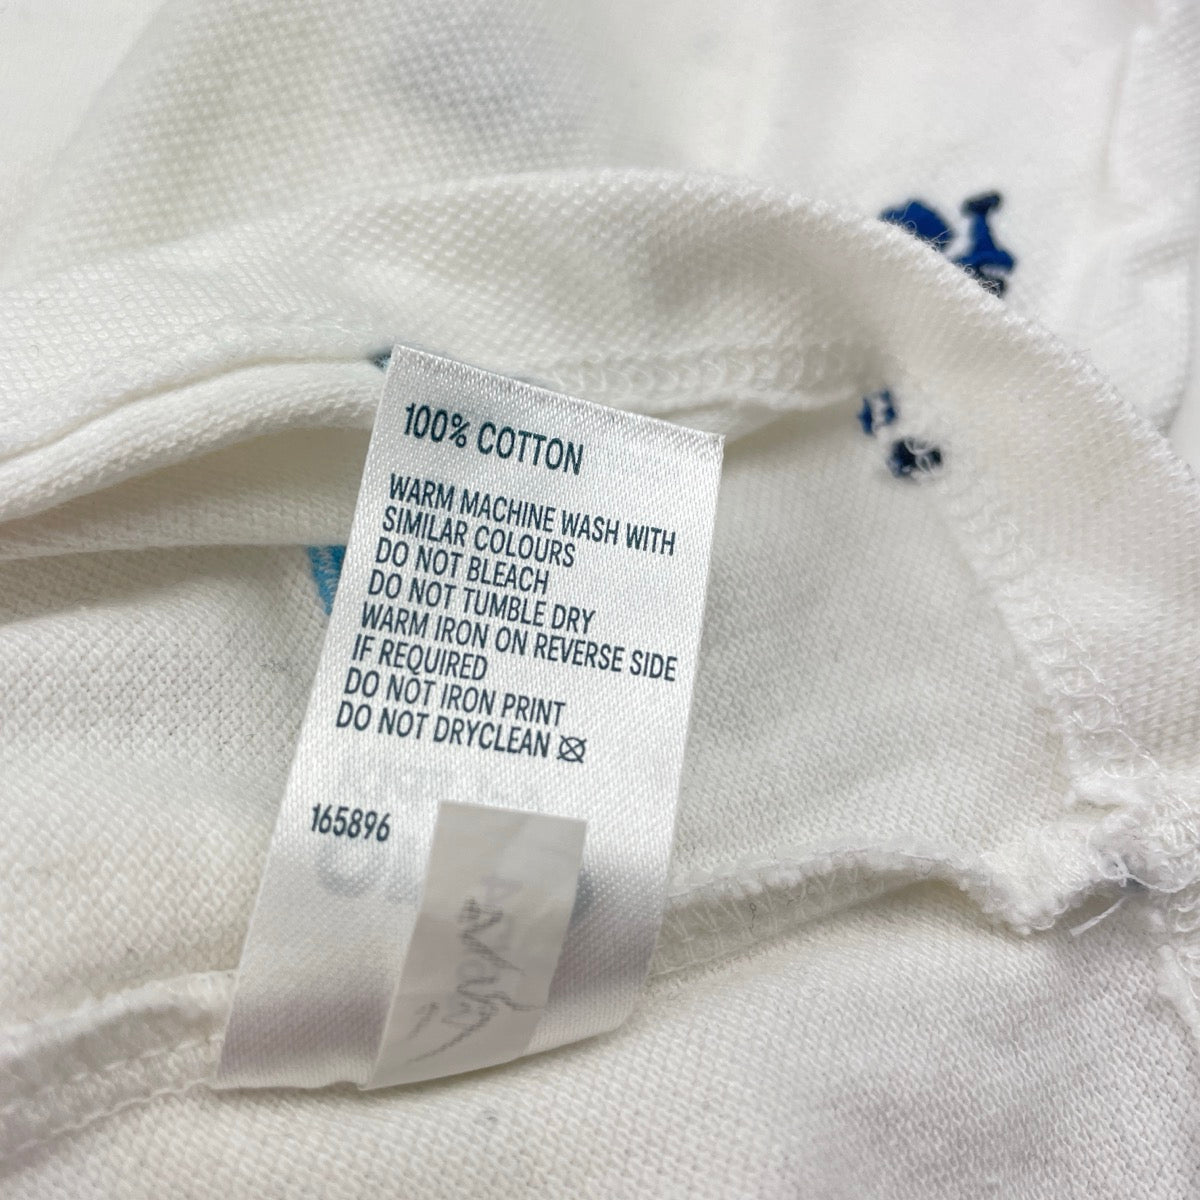 100% COTTON
WARM MACHINE WASH WITH
SIMILAR COLOURS
DO NOT BLEACH
DO NOT TUMBLE DRY
WARM IRON ON REVERSE SIDE
IF REQUIRED
DO NOT IRON PRINT
DO NOT DRYCLEAN
165896